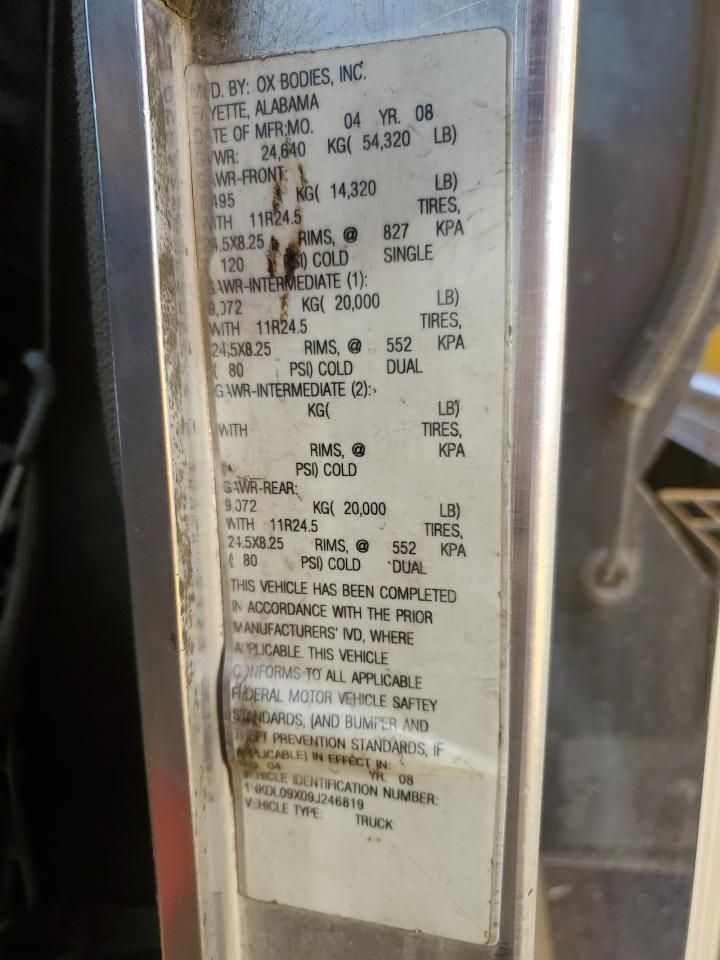 MFD. BY: OX BODIES, INC.
FAYETTE, ALABAMA
DATE OF MFR:MO. 04 YR. 08
GVWR: 24,640 KG( 54,320 LB)
GAWR-FRONT:
6,495 KG( 14,320 LB)
WITH 11R24.5 TIRES,
24.5X8.25 RIMS, @ 827 KPA
( 120 PSI) COLD SINGLE
GAWR-INTERMEDIATE (1):
9,072 KG( 20,000 LB)
WITH 11R24.5 TIRES,
24.5X8.25 RIMS, @ 552 KPA
( 80 PSI) COLD DUAL
GAWR-INTERMEDIATE (2):
KG( LB)
WITH TIRES,
RIMS, @ KPA
( PSI) COLD
GAWR-REAR:
9,072 KG( 20,000 LB)
WITH 11R24.5 TIRES,
24.5X8.25 RIMS, @ 552 KPA
( 80 PSI) COLD DUAL
THIS VEHICLE HAS BEEN COMPLETED
IN ACCORDANCE WITH THE PRIOR
MANUFACTURERS' IVD, WHERE
APPLICABLE. THIS VEHICLE
CONFORMS TO ALL APPLICABLE
FEDERAL MOTOR VEHICLE SAFTEY
STANDARDS, [AND BUMPER AND
THEFT PREVENTION STANDARDS, IF
APPLICABLE] IN EFFECT IN:
MO. 04 YR. 08
VEHICLE IDENTIFICATION NUMBER:
1NKDL09X09J246819
VEHICLE TYPE: TRUCK